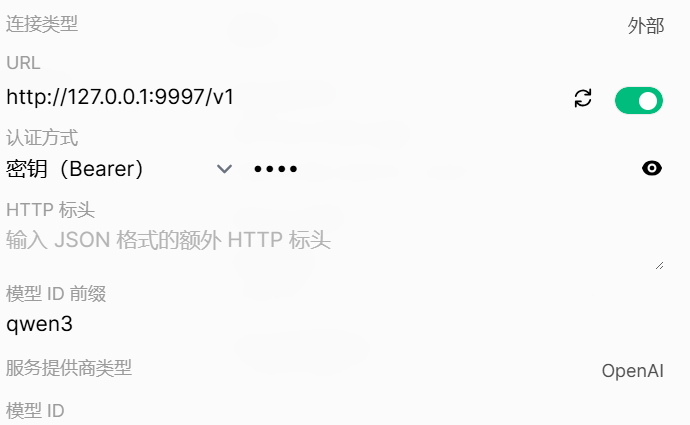 连接类型 外部
URL
http://127.0.0.1:9997/v1
认证方式
密钥（Bearer） ••••
HTTP 标头
输入 JSON 格式的额外 HTTP 标头
模型 ID 前缀
qwen3
服务提供商类型 OpenAI
模型 ID